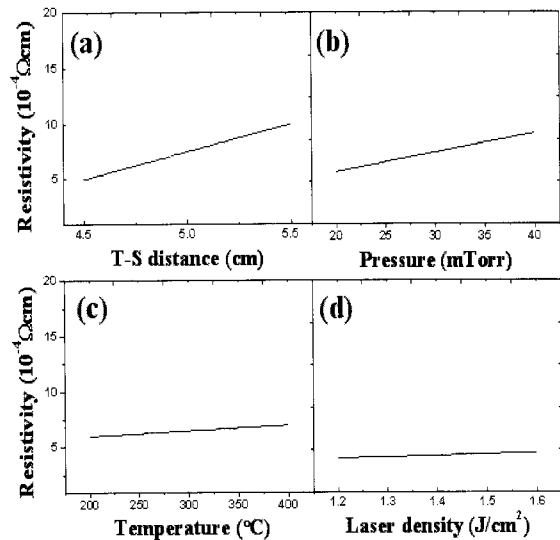 (a)
(b)
Resistivity (10⁻⁴Ωcm)
20
15
10
5
4.5 5.0 5.5
20 25 30 35 40
T-S distance (cm)
Pressure (mTorr)
(c)
(d)
Resistivity (10⁻⁴Ωcm)
20
15
10
5
200 250 300 350 400
1.2 1.3 1.4 1.5 1.6
Temperature (°C)
Laser density (J/cm²)